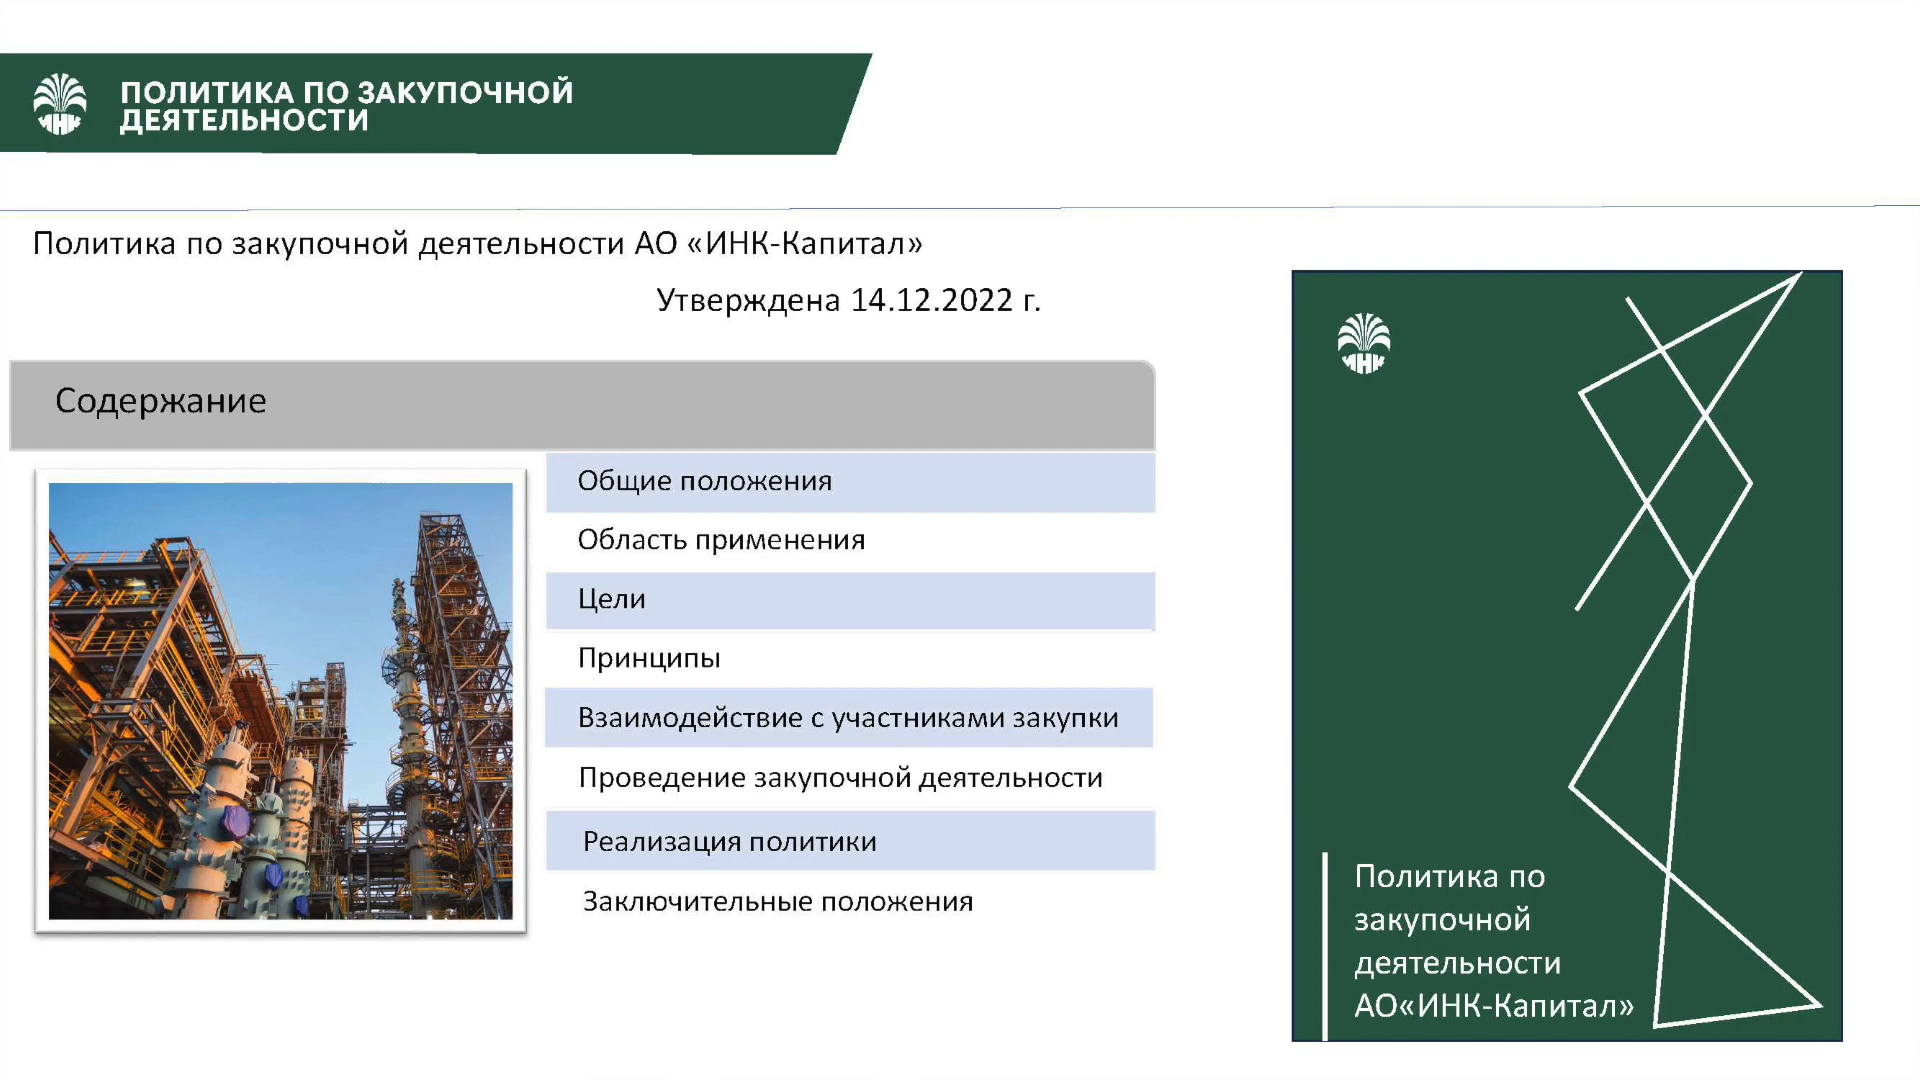 ИНК
ПОЛИТИКА ПО ЗАКУПОЧНОЙ
ДЕЯТЕЛЬНОСТИ
Политика по закупочной деятельности АО «ИНК-Капитал»
Утверждена 14.12.2022 г.
Содержание
Общие положения
Область применения
Цели
Принципы
Взаимодействие с участниками закупки
Проведение закупочной деятельности
Реализация политики
Заключительные положения
ИНК
Политика по
закупочной
деятельности
АО«ИНК-Капитал»